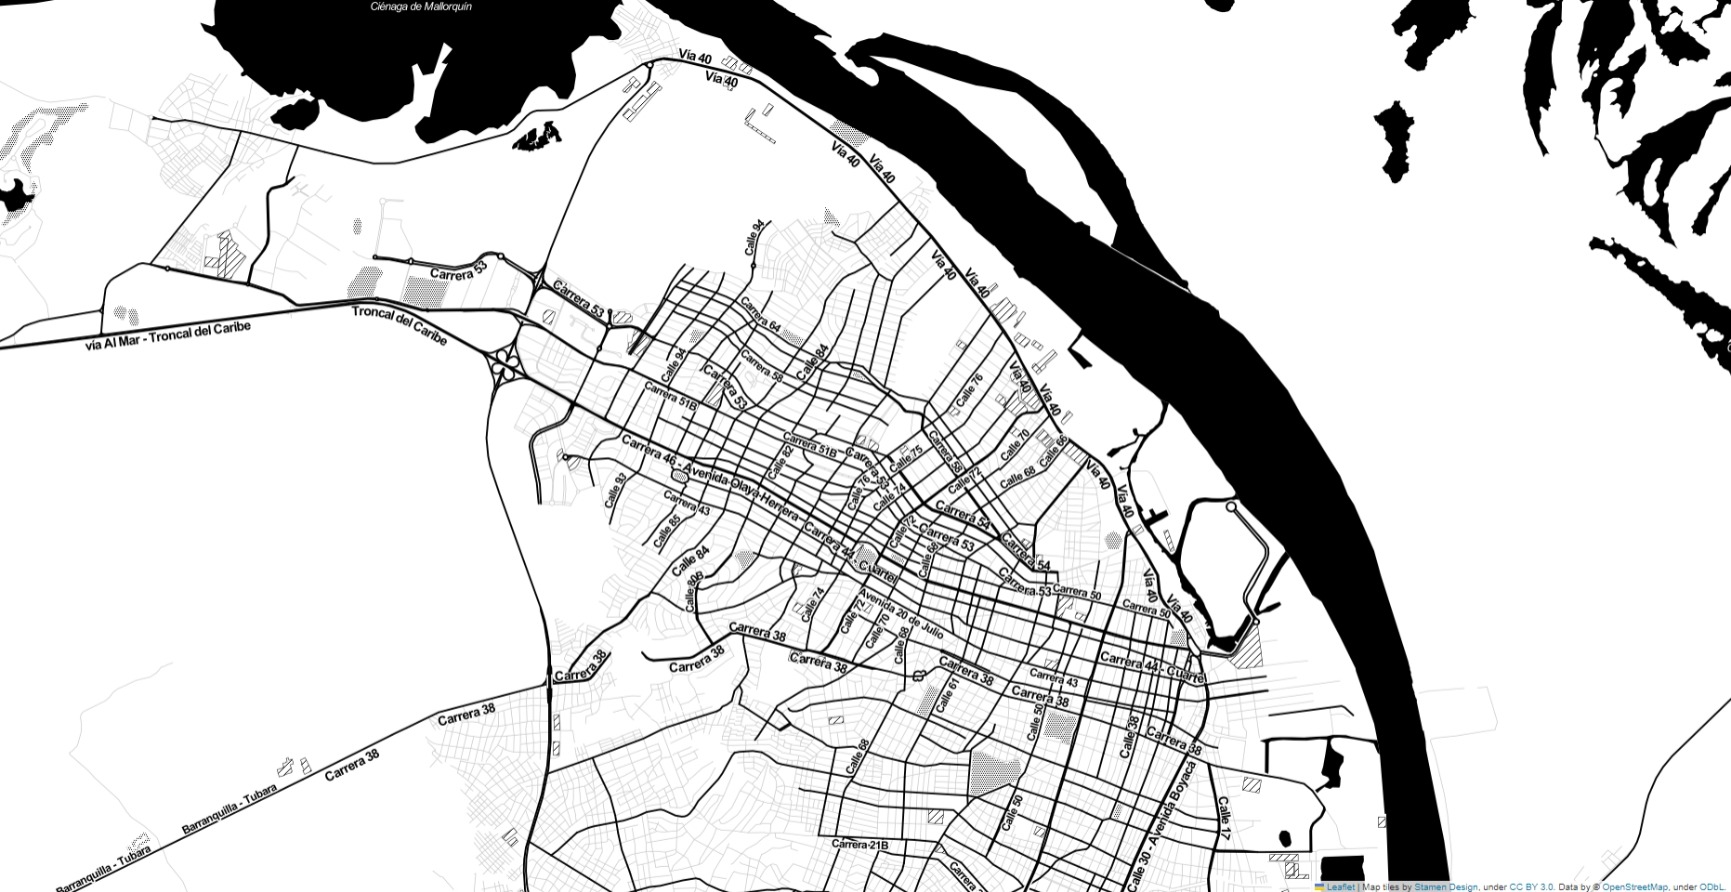 Ciénaga de Mallorquín
Vía 40
Vía 40
Vía 40
Vía 40
Calle 94
Carrera 53
Vía 40
Vía 40
Carrera 53
Carrera 64
Troncal del Caribe
vía Al Mar - Troncal del Caribe
Calle 94
Carrera 58
Calle 84
Carrera 53
Carrera 51B
Calle 76
Vía 40
Vía 40
Carrera 46 - Avenida Olaya Herrera
Carrera 51B
Calle 82
Carrera 53
Calle 75
Carrera 58
Calle 70
Calle 66
Calle 68
Calle 72
Vía 40
Vía 40
Calle 93
Carrera 43
Calle 76
Calle 74
Calle 85
Carrera 54
Calle 72
Carrera 53
Carrera 44 - Cuartel
Calle 68
Carrera 54
Calle 84
Calle 80B
Carrera 53
Carrera 50
Carrera 50
Vía 40
Vía 40
Calle 74
Calle 72
Avenida 20 de Julio
Calle 70
Calle 68
Carrera 38
Carrera 38
Carrera 38
Carrera 38
Carrera 38
Carrera 44 - Cuartel
Carrera 43
Calle 61
Carrera 38
Calle 50
Calle 38
Carrera 38
Carrera 38
Carrera 38
Calle 68
Barranquilla - Tubara
Calle 50
Calle 30 - Avenida Boyacá
Calle 17
Carrera 21B
Barranquilla - Tubara
Leaflet | Map tiles by Stamen Design, under CC BY 3.0. Data by © OpenStreetMap, under ODbL.